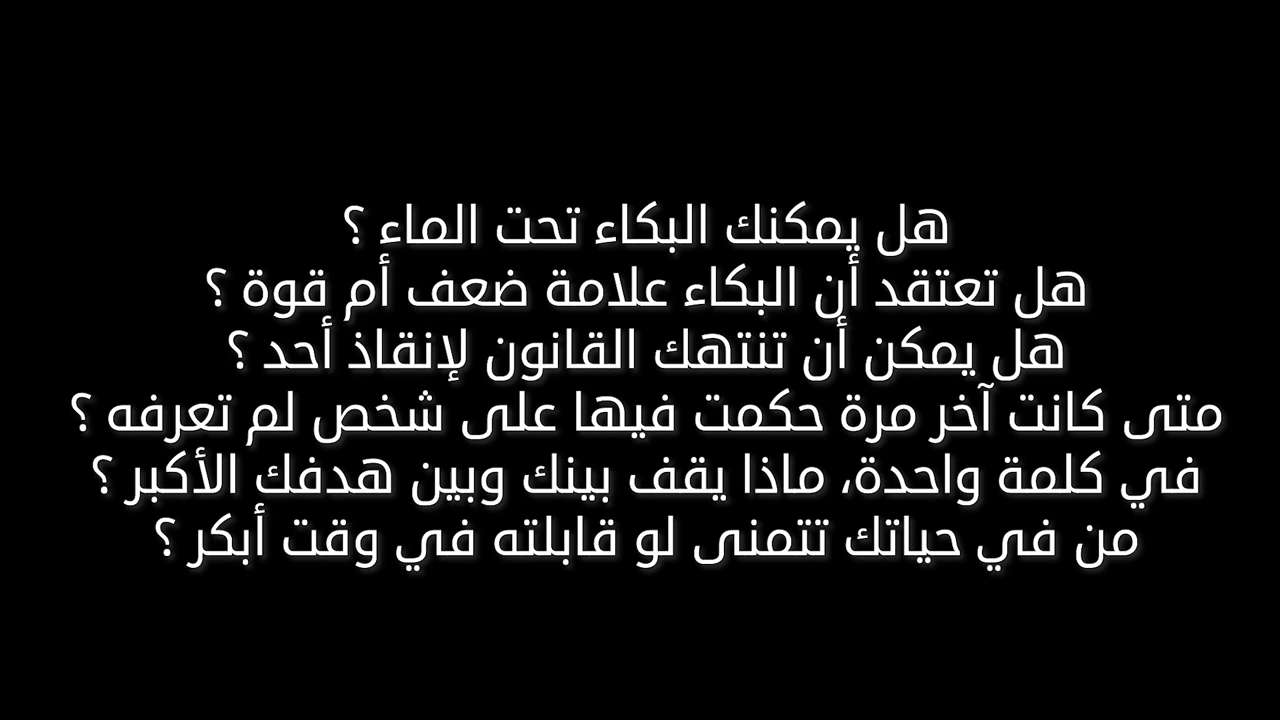 هل يمكنك البكاء تحت الماء ؟
هل تعتقد أن البكاء علامة ضعف أم قوة ؟
هل يمكن أن تنتهك القانون لإنقاذ أحد ؟
متى كانت آخر مرة حكمت فيها على شخص لم تعرفه ؟
في كلمة واحدة، ماذا يقف بينك وبين هدفك الأكبر ؟
من في حياتك تتمنى لو قابلته في وقت أبكر ؟